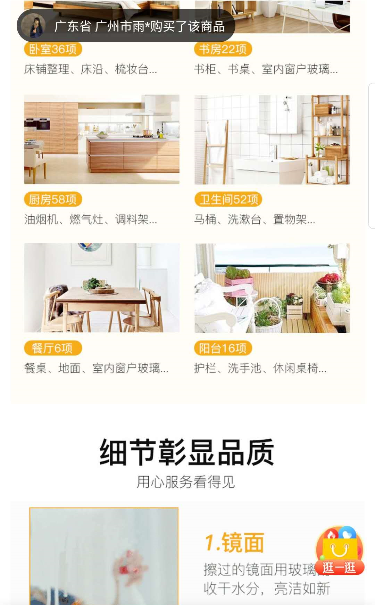 广东省 广州市雨*购买了该商品
卧室36项
书房22项
床铺整理、床沿、梳妆台...
书柜、书桌、室内窗户玻璃...
厨房58项
卫生间52项
油烟机、燃气灶、调料架...
马桶、洗漱台、置物架...
餐厅6项
阳台16项
餐桌、地面、室内窗户玻璃...
护栏、洗手池、休闲桌椅...
细节彰显品质
用心服务看得见
1.镜面
擦过的镜面用玻璃
收干水分，亮洁如新
逛一逛